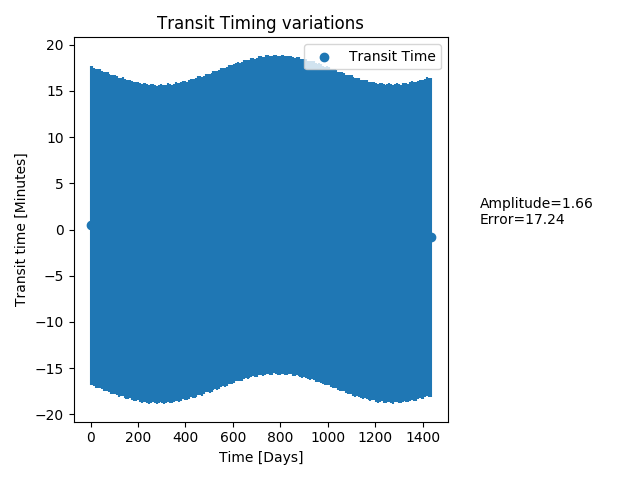 Transit Timing variations
Transit Time
20
15
10
5
0
−5
−10
−15
−20
Transit time [Minutes]
0
200
400
600
800
1000
1200
1400
Time [Days]
Amplitude=1.66
Error=17.24